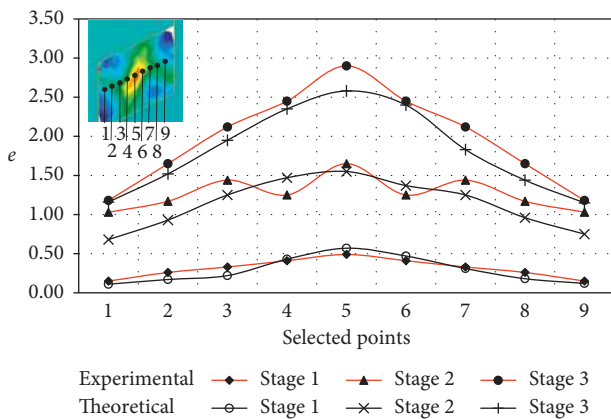 3.50
3.00
2.50
2.00
1.50
1.00
0.50
0.00
e
1 3 5 7 9
2 4 6 8
1 2 3 4 5 6 7 8 9
Selected points
Experimental Stage 1 Stage 2 Stage 3
Theoretical Stage 1 Stage 2 Stage 3